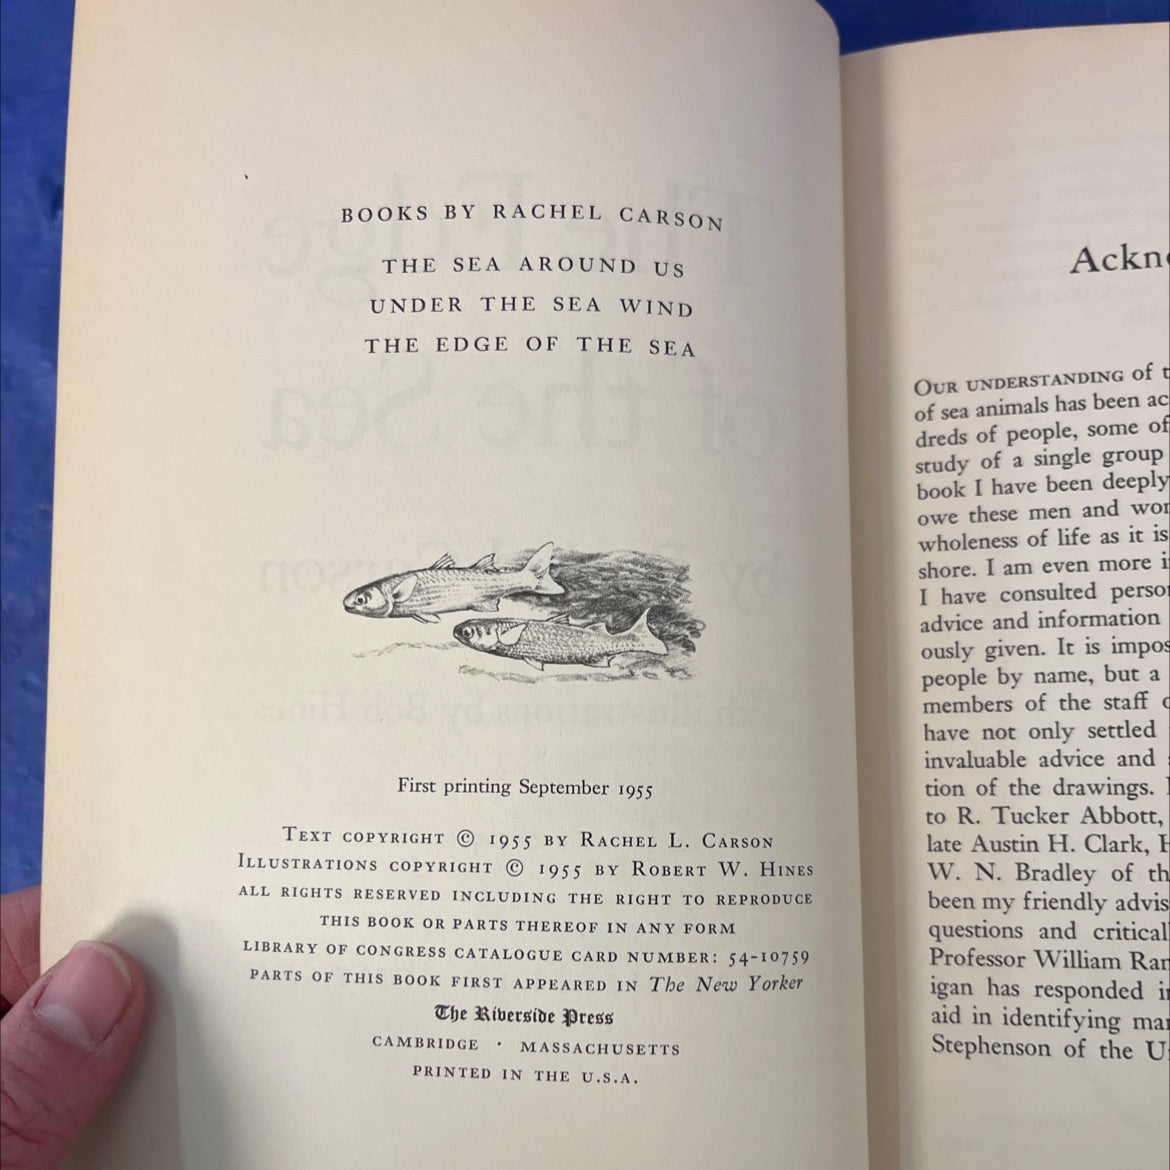 BOOKS BY RACHEL CARSON
THE SEA AROUND US
UNDER THE SEA WIND
THE EDGE OF THE SEA
First printing September 1955
TEXT COPYRIGHT © 1955 BY RACHEL L. CARSON
ILLUSTRATIONS COPYRIGHT © 1955 BY ROBERT W. HINES
ALL RIGHTS RESERVED INCLUDING THE RIGHT TO REPRODUCE
THIS BOOK OR PARTS THEREOF IN ANY FORM
LIBRARY OF CONGRESS CATALOGUE CARD NUMBER: 54-10759
PARTS OF THIS BOOK FIRST APPEARED IN The New Yorker
The Riverside Press
CAMBRIDGE · MASSACHUSETTS
PRINTED IN THE U.S.A.
OUR UNDERSTANDING of
of sea animals has been
dreds of people, some of
study of a single group
book I have been deeply
owe these men and
wholeness of life as it is
shore. I am even more
I have consulted
advice and information
ously given. It is
people by name, but a
members of the staff
have not only settled
invaluable advice and
tion of the drawings.
to R. Tucker Abbott,
late Austin H. Clark,
W. N. Bradley of
been my friendly
questions and
Professor William
igan has responded
aid in identifying
Stephenson of the